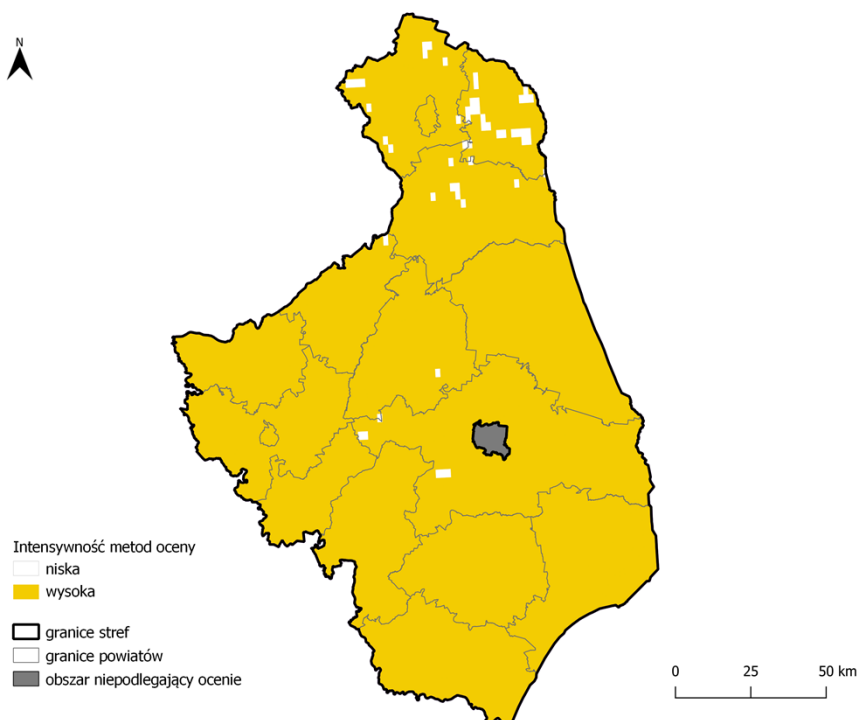 N
Intensywność metod oceny
niska
wysoka
granice stref
granice powiatów
obszar niepodlegający ocenie
0 25 50 km